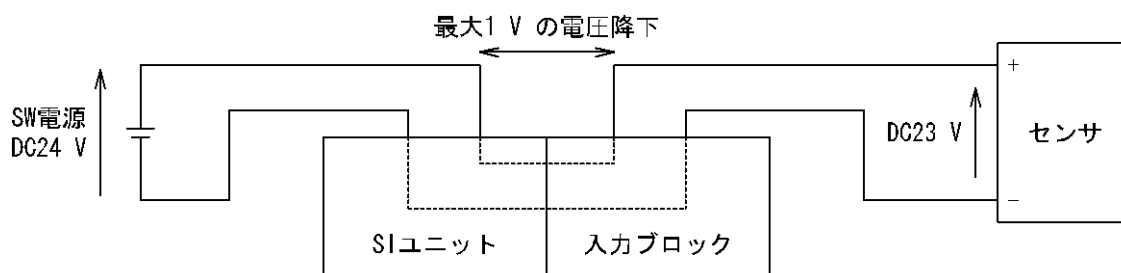 最大1 V の電圧降下
SW電源
DC24 V
+
DC23 V
センサ
−
SIユニット
入力ブロック